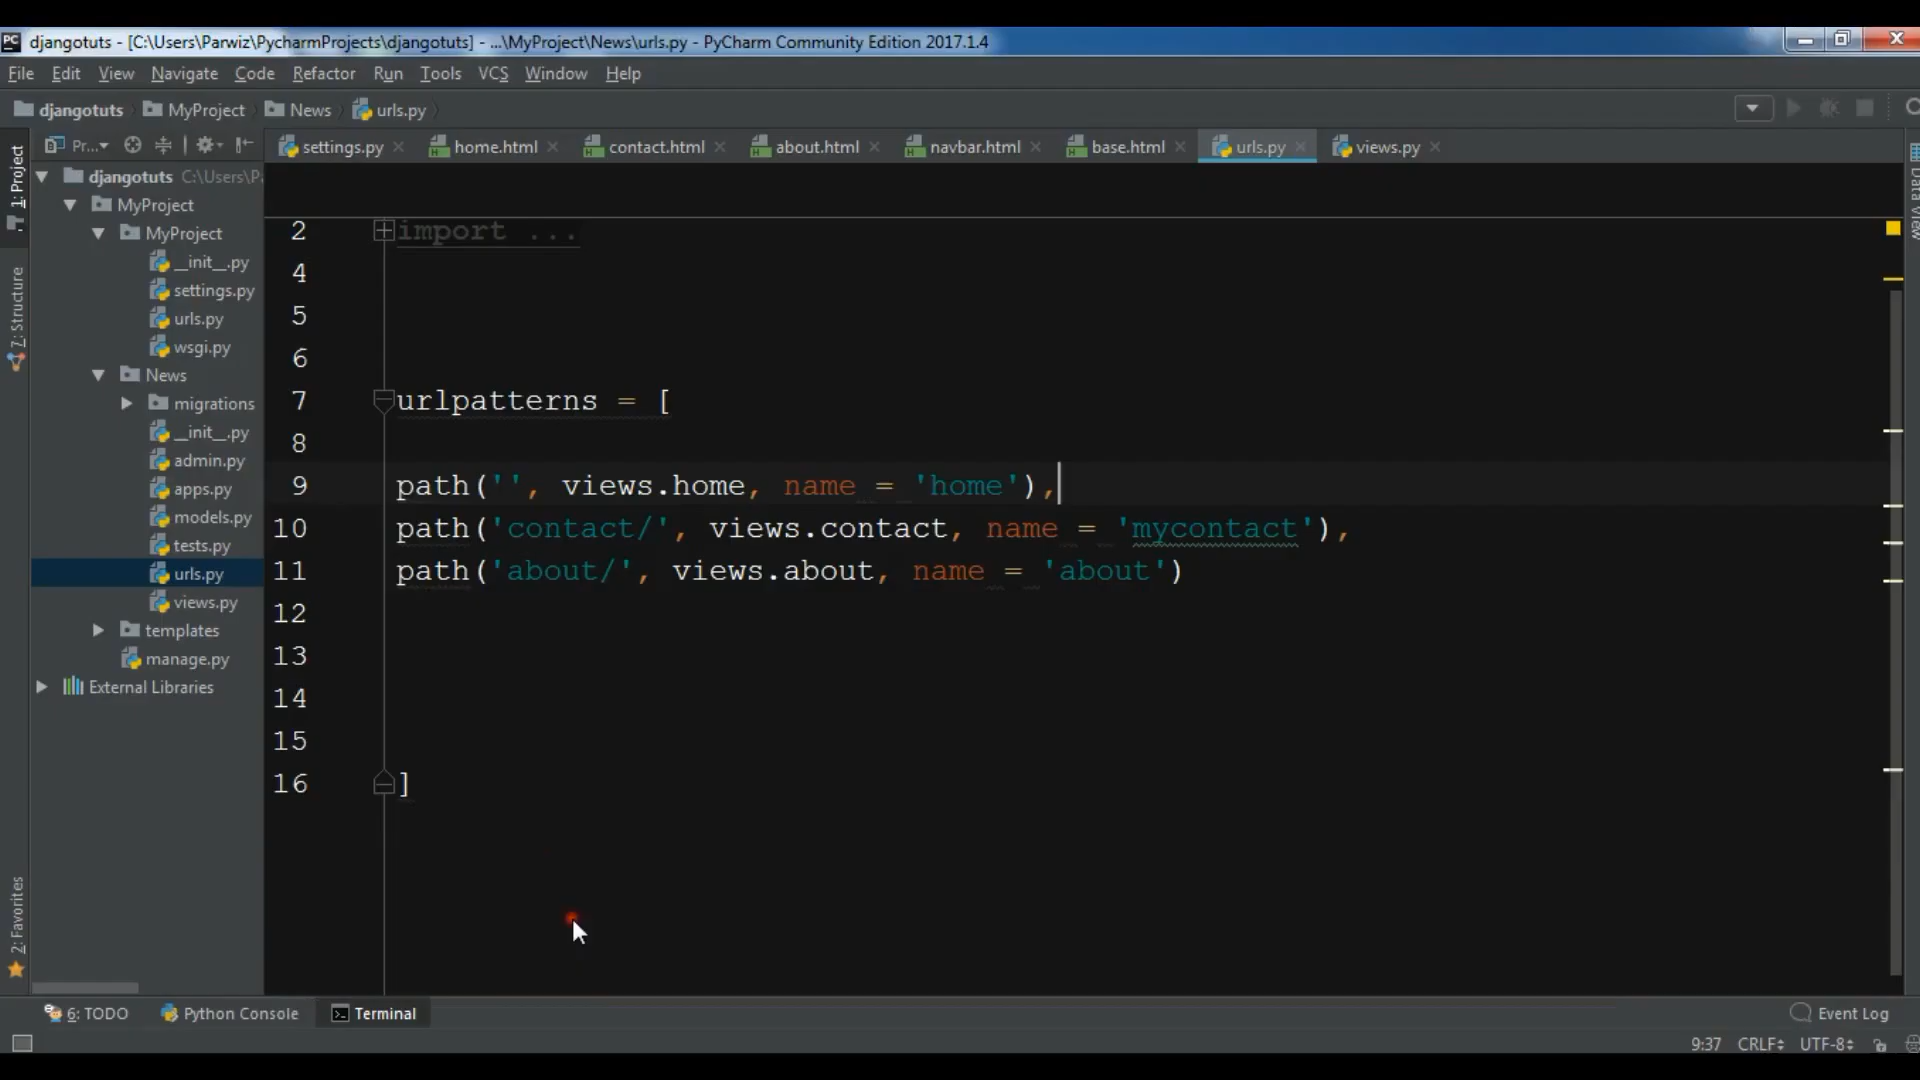 djangotuts - [C:\Users\Parwiz\PycharmProjects\djangotuts] - ...\MyProject\News\urls.py - PyCharm Community Edition 2017.1.4
File Edit View Navigate Code Refactor Run Tools VCS Window Help
djangotuts MyProject News urls.py
Pr... settings.py home.html contact.html about.html navbar.html base.html urls.py views.py
1: Project
7: Structure
2: Favorites
djangotuts C:\Users\P
MyProject
MyProject
__init__.py
settings.py
urls.py
wsgi.py
News
migrations
__init__.py
admin.py
apps.py
models.py
tests.py
urls.py
views.py
templates
manage.py
External Libraries
2 import ...
4
5
6
7 urlpatterns = [
8
9 path('', views.home, name = 'home'),
10 path('contact/', views.contact, name = 'mycontact'),
11 path('about/', views.about, name = 'about')
12
13
14
15
16 ]
Data View
6: TODO Python Console Terminal Event Log
9:37 CRLF UTF-8